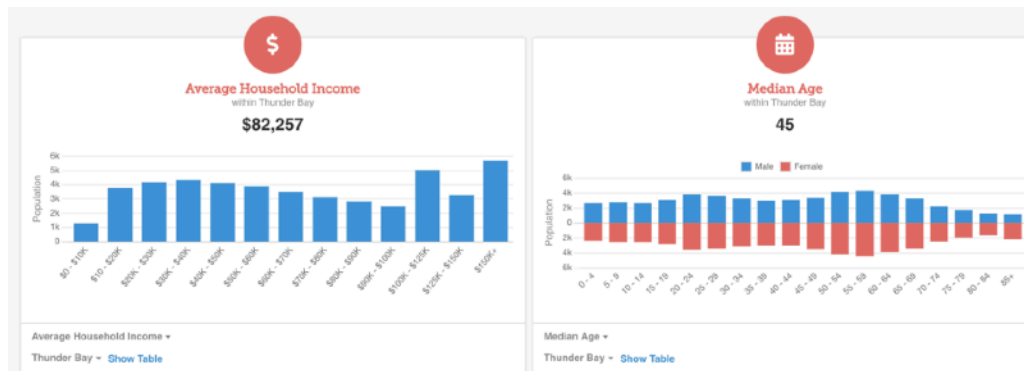 $
Average Household Income
within Thunder Bay
$82,257
6k
5k
4k
3k
2k
1k
0
Population
$0 - $10K
$10 - $20K
$20K - $30K
$30K - $40K
$40K - $50K
$50K - $60K
$60K - $70K
$70K - $80K
$80K - $90K
$90K - $100K
$100K - $125K
$125K - $150K
$150K+
Average Household Income
Thunder Bay Show Table
Median Age
within Thunder Bay
45
Male Female
6k
4k
2k
0
2k
4k
6k
Population
0 - 4
5 - 9
10 - 14
15 - 19
20 - 24
25 - 29
30 - 34
35 - 39
40 - 44
45 - 49
50 - 54
55 - 59
60 - 64
65 - 69
70 - 74
75 - 79
80 - 84
85+
Median Age
Thunder Bay Show Table